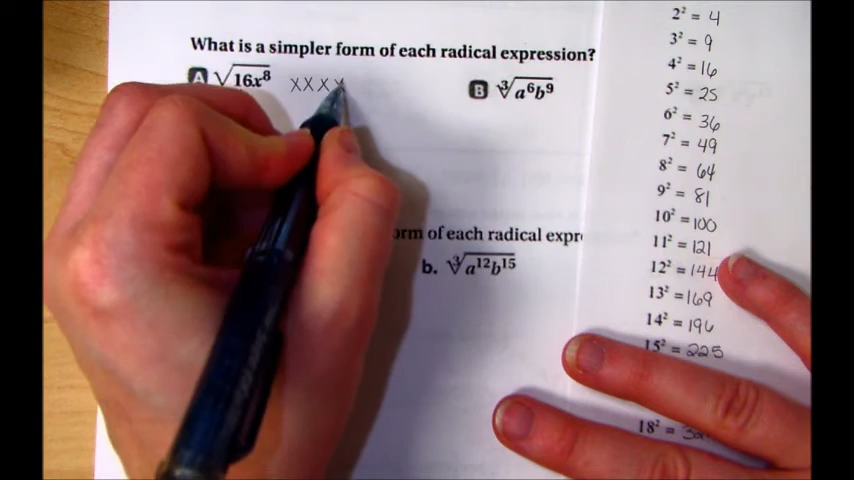 What is a simpler form of each radical expression?
A √16x⁸ XXXX
B ∛a⁶b⁹
of each radical
b. ∛a¹²b¹⁵
2² = 4
3² = 9
4² = 16
5² = 25
6² = 36
7² = 49
8² = 64
9² = 81
10² = 100
11² = 121
12² = 144
13² = 169
14² = 196
15² = 225
18² =